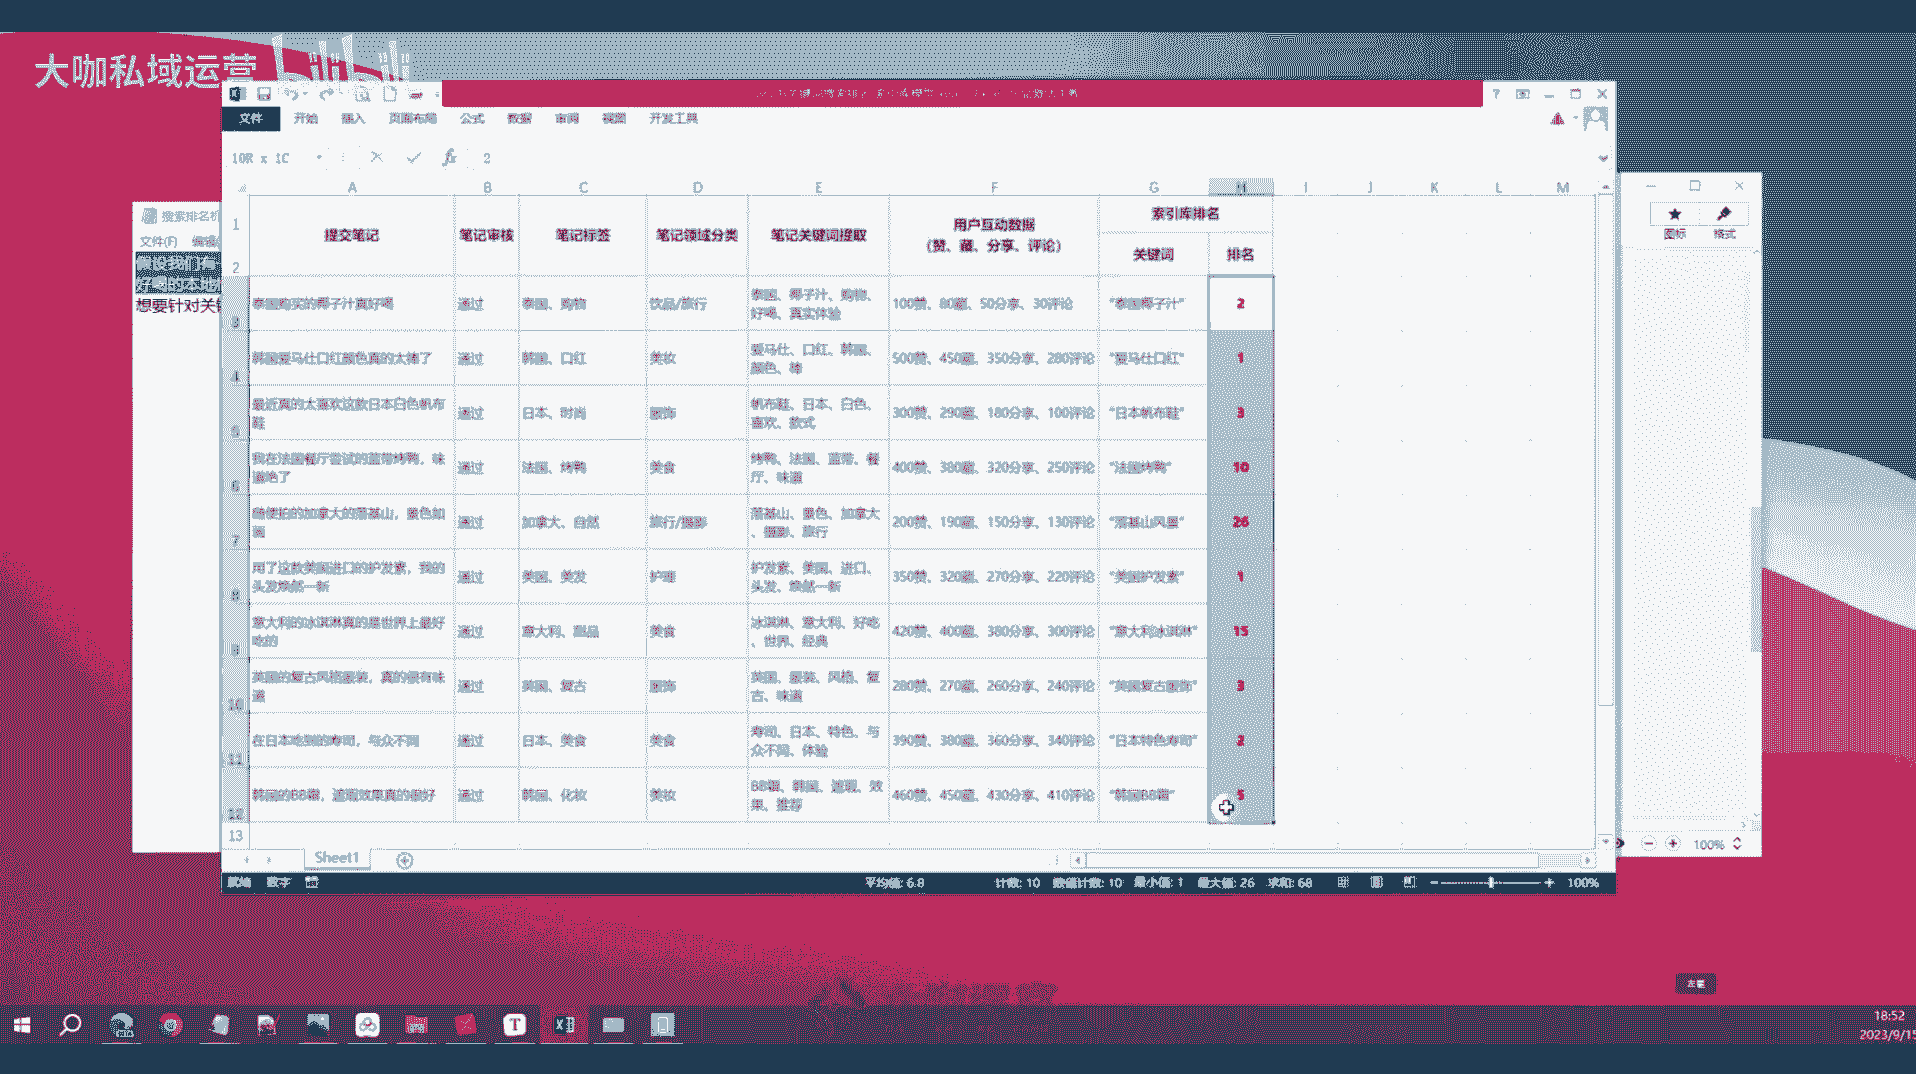 大咖私域运营 bilibili
文件 开始 插入 页面布局 公式 数据 审阅 视图 开发工具
10R x 1C fx 2
搜索排名机
文件(F) 编辑
假设我们有
想要针对关键
A B C D E F G H I J K L M
提交笔记 笔记审核 笔记标签 笔记领域分类 笔记关键词提取 用户互动数据 索引库排名
(赞、藏、分享、评论) 关键词 排名
1
2
3 泰国购买的椰子汁真好喝 通过 泰国、购物 饮品/旅行 泰国、椰子汁、购物、 100赞、80藏、50分享、30评论 "泰国椰子汁" 2
好喝、真实体验
4 韩国爱马仕口红颜色真的太棒了 通过 韩国、口红 美妆 爱马仕、口红、韩国、 500赞、450藏、350分享、280评论 "爱马仕口红" 1
颜色、棒
5 最近真的太喜欢这款日本白色帆布 通过 日本、时尚 服饰 帆布鞋、日本、白色、 300赞、290藏、180分享、100评论 "日本帆布鞋" 3
鞋 喜欢、款式
6 我在法国餐厅尝试的蓝带烤鸭，味 通过 法国、烤鸭 美食 烤鸭、法国、蓝带、餐 400赞、380藏、320分享、250评论 "法国烤鸭" 10
道绝了 厅、味道
7 随便拍的加拿大的落基山，景色如 通过 加拿大、自然 旅行/摄影 落基山、景色、加拿大 200赞、190藏、150分享、130评论 "落基山风景" 26
画 、摄影、旅行
8 用了这款美国进口的护发素，我的 通过 美国、美发 护理 护发素、美国、进口、 350赞、320藏、270分享、220评论 "美国护发素" 1
头发焕然一新 头发、焕然一新
9 意大利的冰淇淋真的是世界上最好 通过 意大利、甜品 美食 冰淇淋、意大利、好吃 420赞、400藏、380分享、300评论 "意大利冰淇淋" 15
吃的 、世界、经典
10 英国的复古风格服装，真的很有味 通过 英国、复古 服饰 英国、服装、风格、复 280赞、270藏、260分享、240评论 "英国复古服饰" 3
道 古、味道
11 在日本吃到的寿司，与众不同 通过 日本、美食 美食 寿司、日本、特色、与 390赞、380藏、360分享、340评论 "日本特色寿司" 2
众不同、体验
12 韩国的BB霜，遮瑕效果真的很好 通过 韩国、化妆 美妆 BB霜、韩国、遮瑕、效 460赞、450藏、430分享、410评论 "韩国BB霜" 5
果、推荐
13
Sheet1
就绪 数字 平均值: 6.8 计数: 10 数值计数: 10 最小值: 1 最大值: 26 求和: 68 100%
图标 格式
100%
左键
18:52
2023/9/15